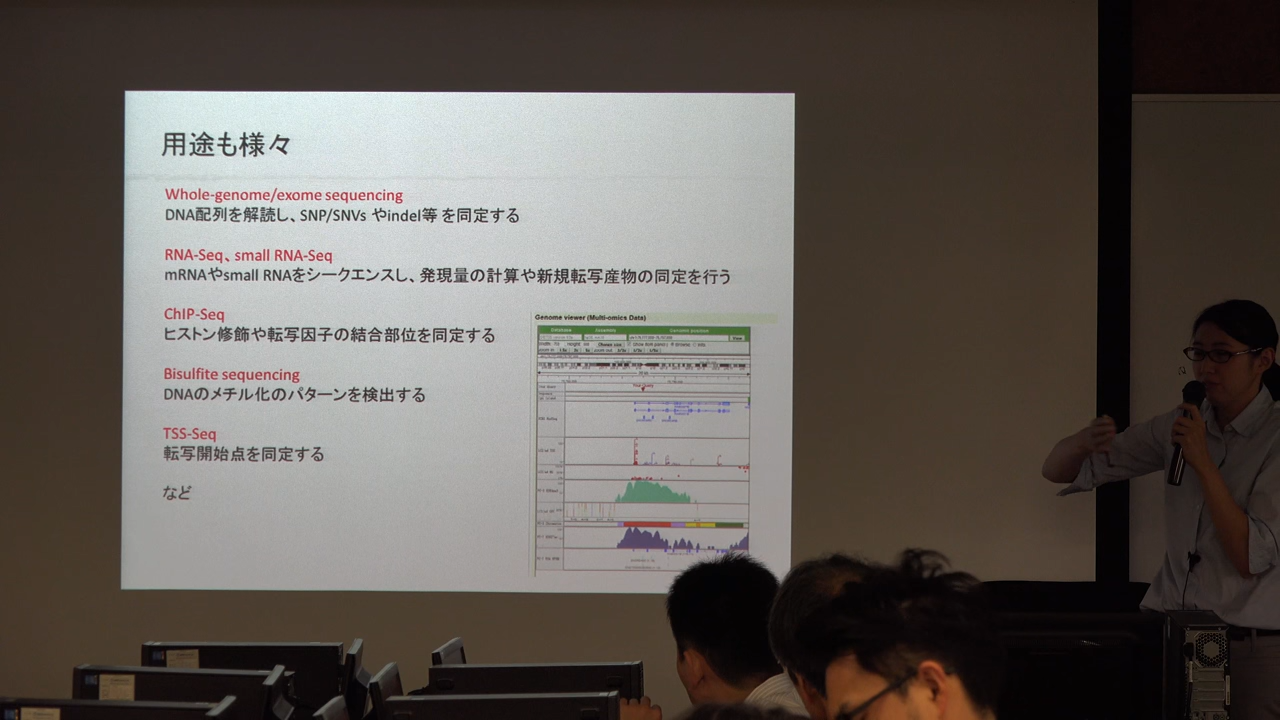 用途も様々
Whole-genome/exome sequencing
DNA配列を解読し、SNP/SNVs やindel等 を同定する
RNA-Seq、small RNA-Seq
mRNAやsmall RNAをシークエンスし、発現量の計算や新規転写産物の同定を行う
ChIP-Seq
ヒストン修飾や転写因子の結合部位を同定する
Bisulfite sequencing
DNAのメチル化のパターンを検出する
TSS-Seq
転写開始点を同定する
など
Genome viewer (Multi-omics Data)